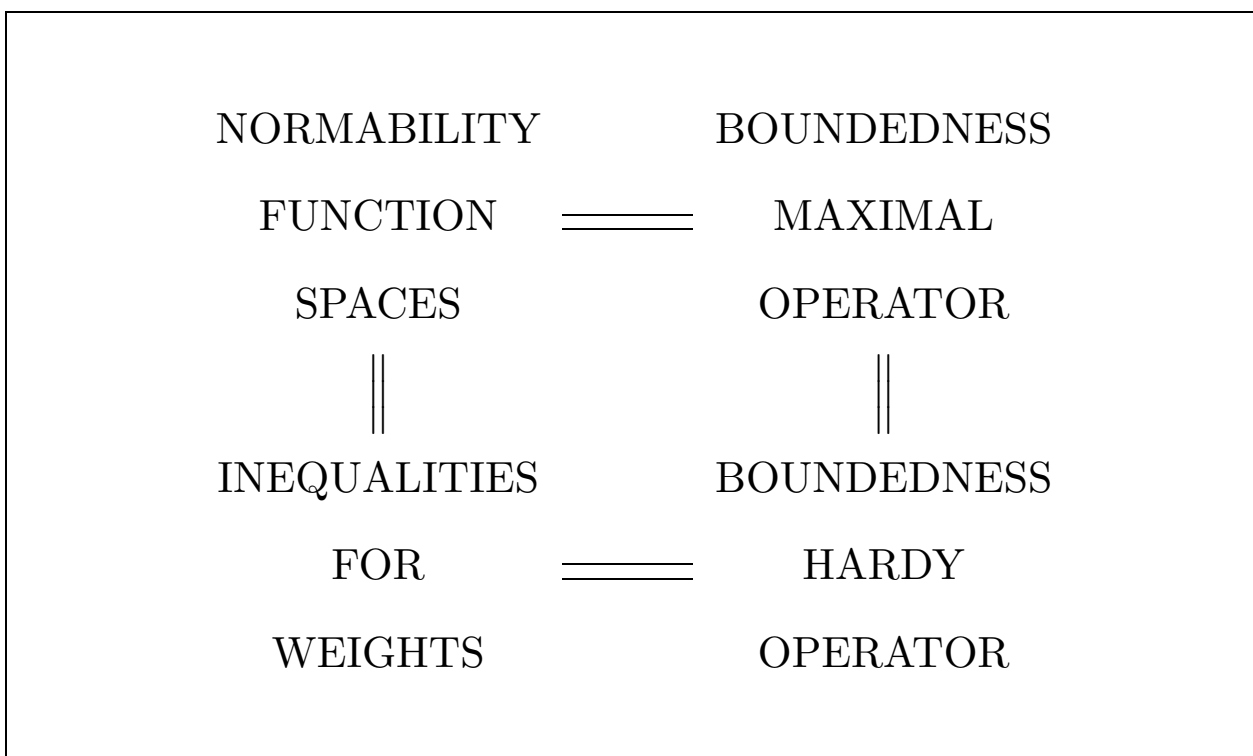 NORMABILITY BOUNDEDNESS
FUNCTION MAXIMAL
SPACES OPERATOR
INEQUALITIES BOUNDEDNESS
FOR HARDY
WEIGHTS OPERATOR